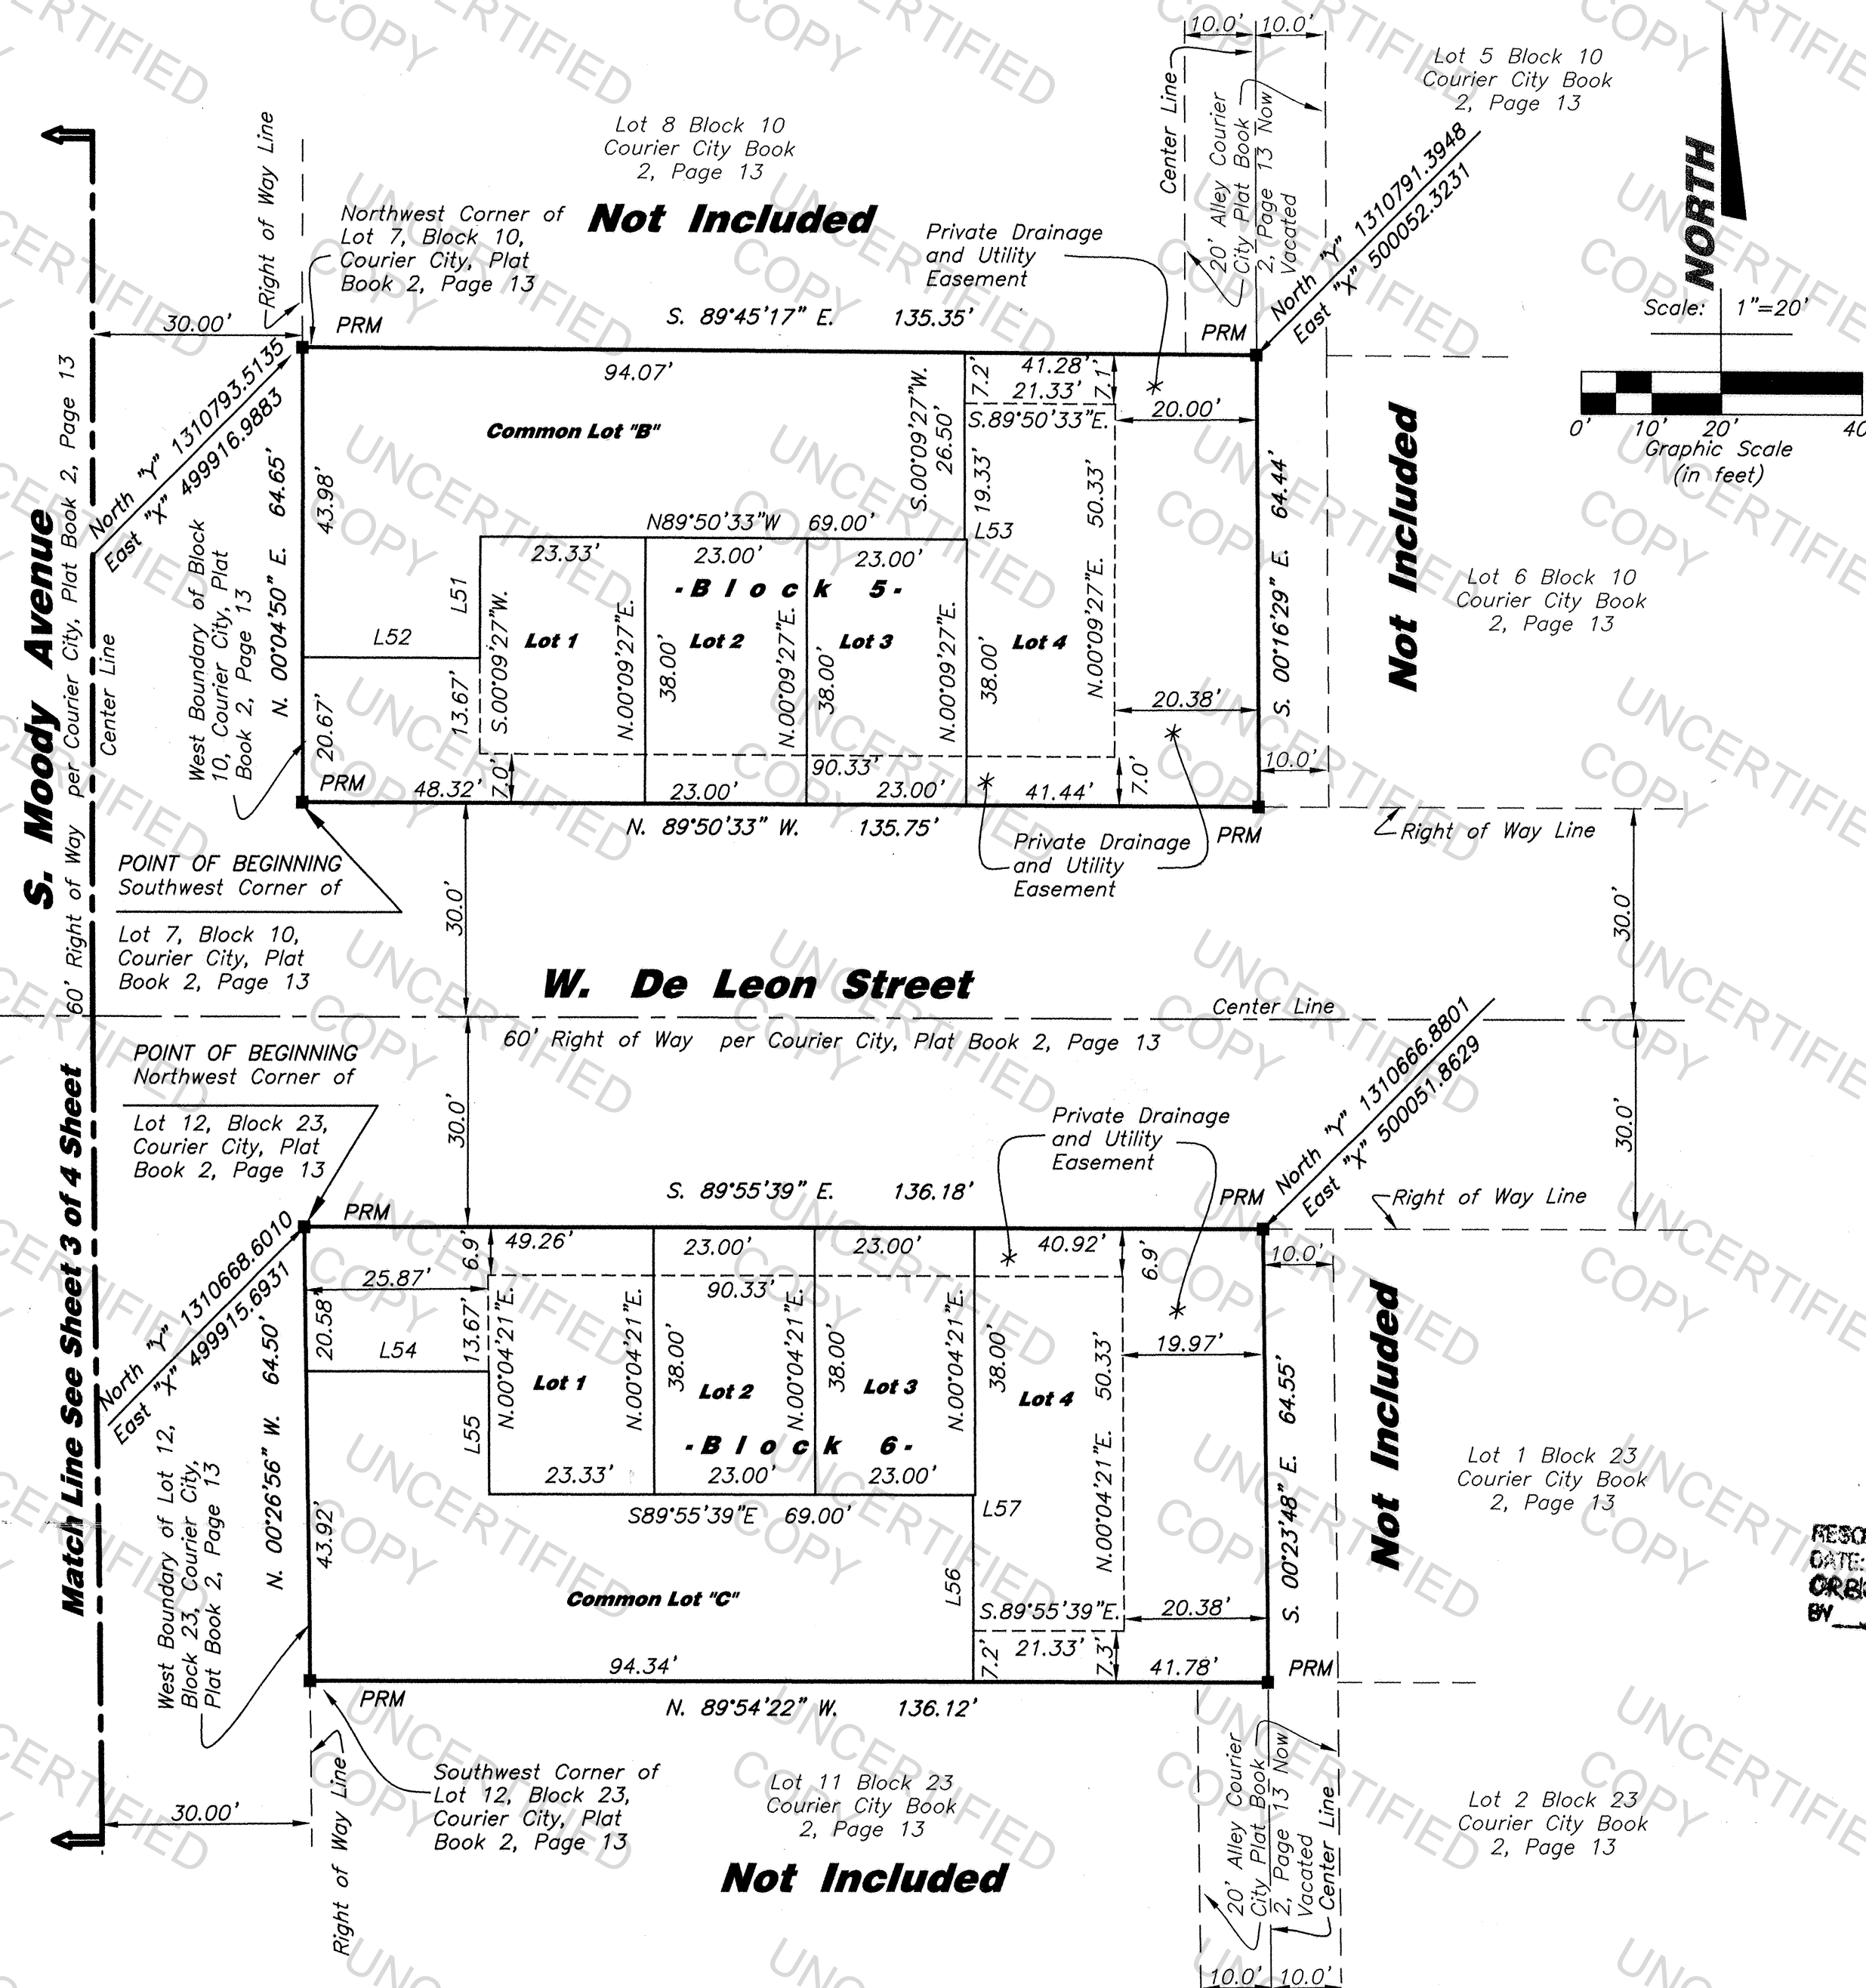 10.0' 10.0'
Lot 5 Block 10
Courier City Book
2, Page 13
Center Line
20' Alley Courier
City Plat Book
2, Page 13 Now
Vacated
North "Y" 1310791.3948
East "X" 500052.3231
NORTH
Scale: 1"=20'
0' 10' 20' 40
Graphic Scale
(in feet)
Lot 8 Block 10
Courier City Book
2, Page 13
Not Included
Right of Way Line
Northwest Corner of
Lot 7, Block 10,
Courier City, Plat
Book 2, Page 13
Private Drainage
and Utility
Easement
30.00'
PRM
S. 89°45'17" E. 135.35'
PRM
North "Y" 1310793.5135
East "X" 499916.9883
94.07'
41.28'
7.2'
21.33'
7.1'
20.00'
S.89°50'33"E.
Common Lot "B"
S.00°09'27"W.
26.50'
19.33'
L53
N.00°09'27"E. 50.33'
S. 00°16'29" E. 64.44'
Not Included
Lot 6 Block 10
Courier City Book
2, Page 13
S. Moody Avenue
60' Right of Way per Courier City, Plat Book 2, Page 13
Center Line
West Boundary of Block
10, Courier City, Plat
Book 2, Page 13
N. 00°04'50" E. 64.65'
43.98'
N89°50'33"W 69.00'
23.33' 23.00' 23.00'
-Block 5-
L51
L52
Lot 1 Lot 2 Lot 3 Lot 4
S.00°09'27"W.
N.00°09'27"E.
38.00'
N.00°09'27"E.
38.00'
N.00°09'27"E.
38.00'
13.67'
20.67'
20.38'
10.0'
90.33'
PRM
48.32'
7.0'
23.00' 23.00' 41.44'
7.0'
N. 89°50'33" W. 135.75'
PRM
Right of Way Line
Private Drainage
and Utility
Easement
POINT OF BEGINNING
Southwest Corner of
Lot 7, Block 10,
Courier City, Plat
Book 2, Page 13
30.0'
30.0'
W. De Leon Street
Center Line
60' Right of Way per Courier City, Plat Book 2, Page 13
POINT OF BEGINNING
Northwest Corner of
Lot 12, Block 23,
Courier City, Plat
Book 2, Page 13
30.0'
30.0'
Private Drainage
and Utility
Easement
North "Y" 1310666.8801
East "X" 500051.8629
PRM
S. 89°55'39" E. 136.18'
PRM
Right of Way Line
Match Line See Sheet 3 of 4 Sheet
North "Y" 1310668.6010
East "X" 499915.6931
6.9'
49.26' 23.00' 23.00' 40.92'
6.9'
10.0'
25.87'
90.33'
20.58'
13.67'
L54
19.97'
N.00°04'21"E.
N.00°04'21"E.
38.00'
N.00°04'21"E.
38.00'
N.00°04'21"E.
38.00'
N.00°04'21"E. 50.33'
Lot 1 Lot 2 Lot 3 Lot 4
L55
-Block 6-
23.33' 23.00' 23.00'
S89°55'39"E 69.00'
L57
L56
N. 00°26'56" W. 64.50'
43.92'
S. 00°23'48" E. 64.55'
Not Included
Lot 1 Block 23
Courier City Book
2, Page 13
West Boundary of Lot 12,
Block 23, Courier City,
Plat Book 2, Page 13
Common Lot "C"
S.89°55'39"E.
20.38'
7.2'
21.33'
7.3'
94.34'
41.78'
PRM
PRM
N. 89°54'22" W. 136.12'
DATE:
BY
30.00'
Right of Way Line
Southwest Corner of
Lot 12, Block 23,
Courier City, Plat
Book 2, Page 13
Lot 11 Block 23
Courier City Book
2, Page 13
Not Included
20' Alley Courier
City Plat Book
2, Page 13 Now
Vacated
Center Line
Lot 2 Block 23
Courier City Book
2, Page 13
10.0' 10.0'
UNCERTIFIED
COPY